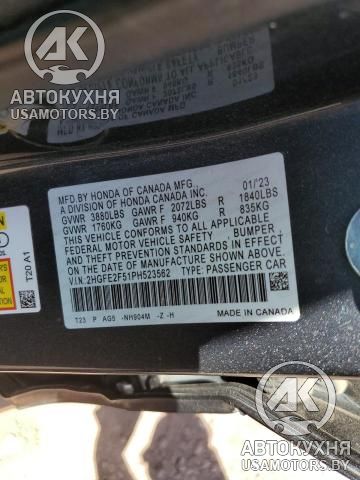 АВТОКУХНЯ
USAMOTORS.BY
MFD.BY HONDA OF CANADA MFG. 01/23
A DIVISION OF HONDA CANADA INC.
GVWR 3880LBS GAWR F 2072LBS R 1840LBS
GVWR 1760KG GAWR F 940KG R 835KG
THIS VEHICLE CONFORMS TO ALL APPLICABLE
FEDERAL MOTOR VEHICLE SAFETY , BUMPER ,
AND THEFT PREVENTION STANDARDS IN EFFECT ON
THE DATE OF MANUFACTURE SHOWN ABOVE.
V.I.N.:2HGFE2F51PH523562 TYPE: PASSENGER CAR
T23 P AG5 -NH904M -Z -H
MADE IN CANADA
T20 A1
АВТОКУХНЯ
USAMOTORS.BY